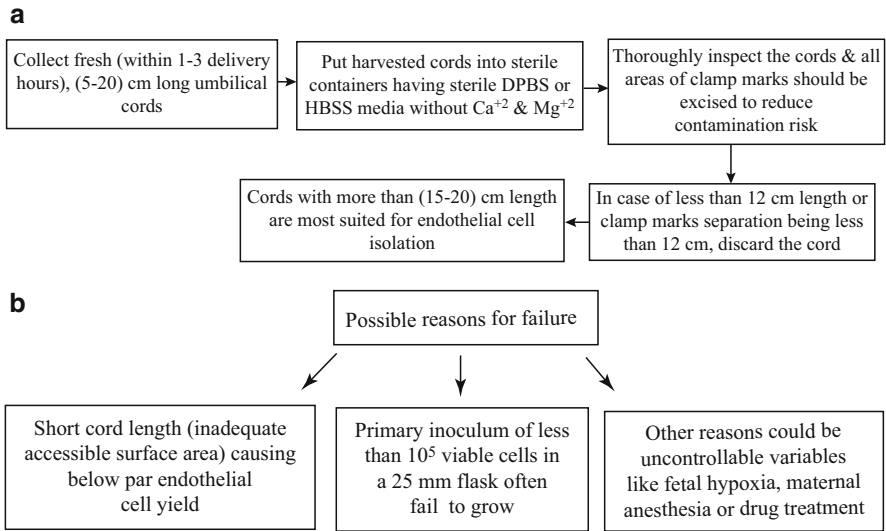 a
Collect fresh (within 1-3 delivery
hours), (5-20) cm long umbilical
cords
Put harvested cords into sterile
containers having sterile DPBS or
HBSS media without Ca⁺² & Mg⁺²
Thoroughly inspect the cords & all
areas of clamp marks should be
excised to reduce
contamination risk
In case of less than 12 cm length or
clamp marks separation being less
than 12 cm, discard the cord
Cords with more than (15-20) cm length
are most suited for endothelial cell
isolation
b
Possible reasons for failure
Short cord length (inadequate
accessible surface area) causing
below par endothelial
cell yield
Primary inoculum of less
than 10⁵ viable cells in
a 25 mm flask often
fail to grow
Other reasons could be
uncontrollable variables
like fetal hypoxia, maternal
anesthesia or drug treatment